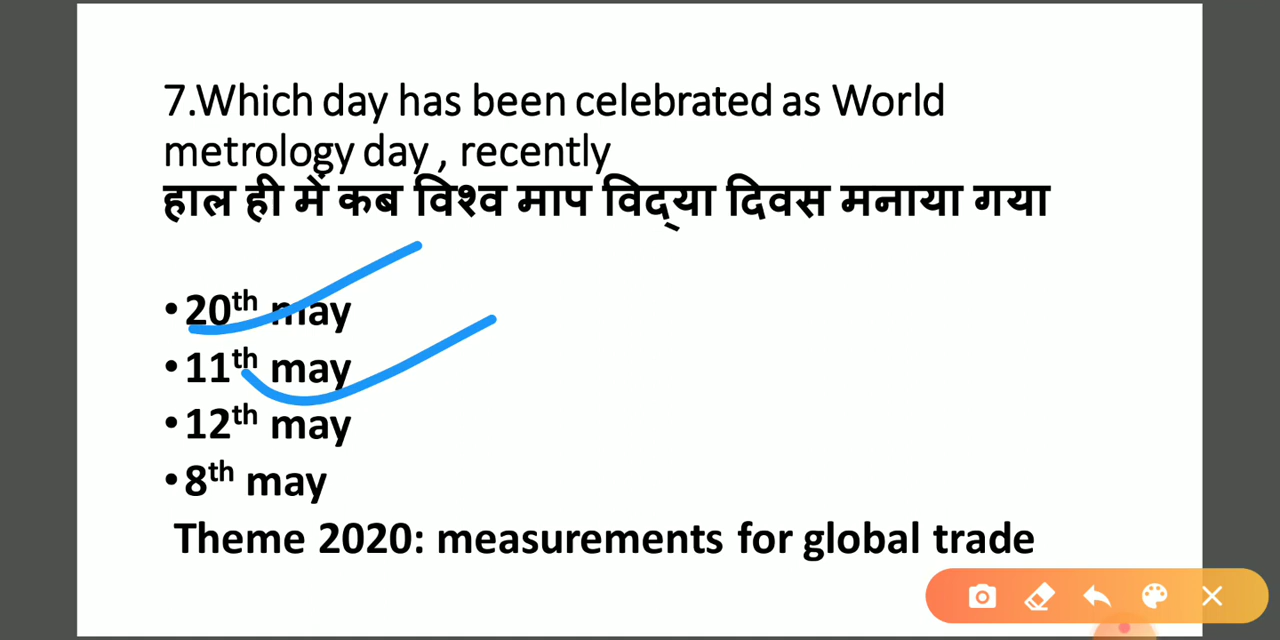 7.Which day has been celebrated as World
metrology day , recently
हाल ही में कब विश्व माप विद्‌या दिवस मनाया गया
•20th may
•11th may
•12th may
•8th may
Theme 2020: measurements for global trade